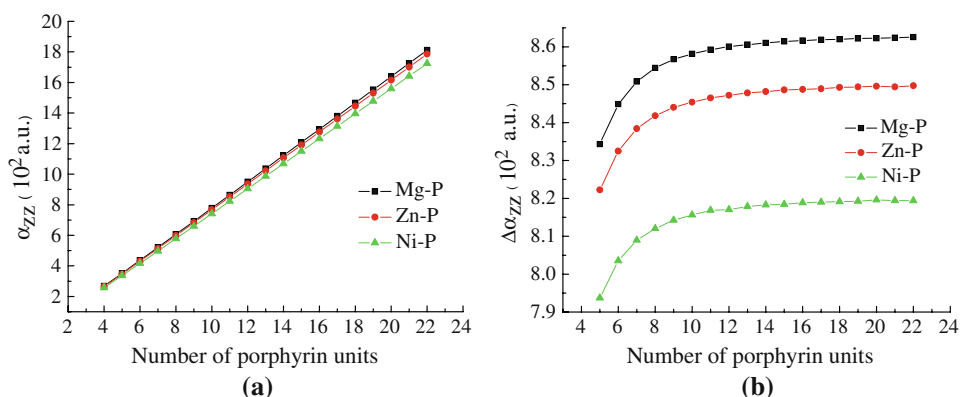 20
18
16
14
12
10
8
6
4
2
αZZ (10² a.u.)
Mg-P
Zn-P
Ni-P
2 4 6 8 10 12 14 16 18 20 22 24
Number of porphyrin units
(a)
8.6
8.5
8.4
8.3
8.2
8.1
8.0
7.9
ΔαZZ (10² a.u.)
Mg-P
Zn-P
Ni-P
4 6 8 10 12 14 16 18 20 22 24
Number of porphyrin units
(b)